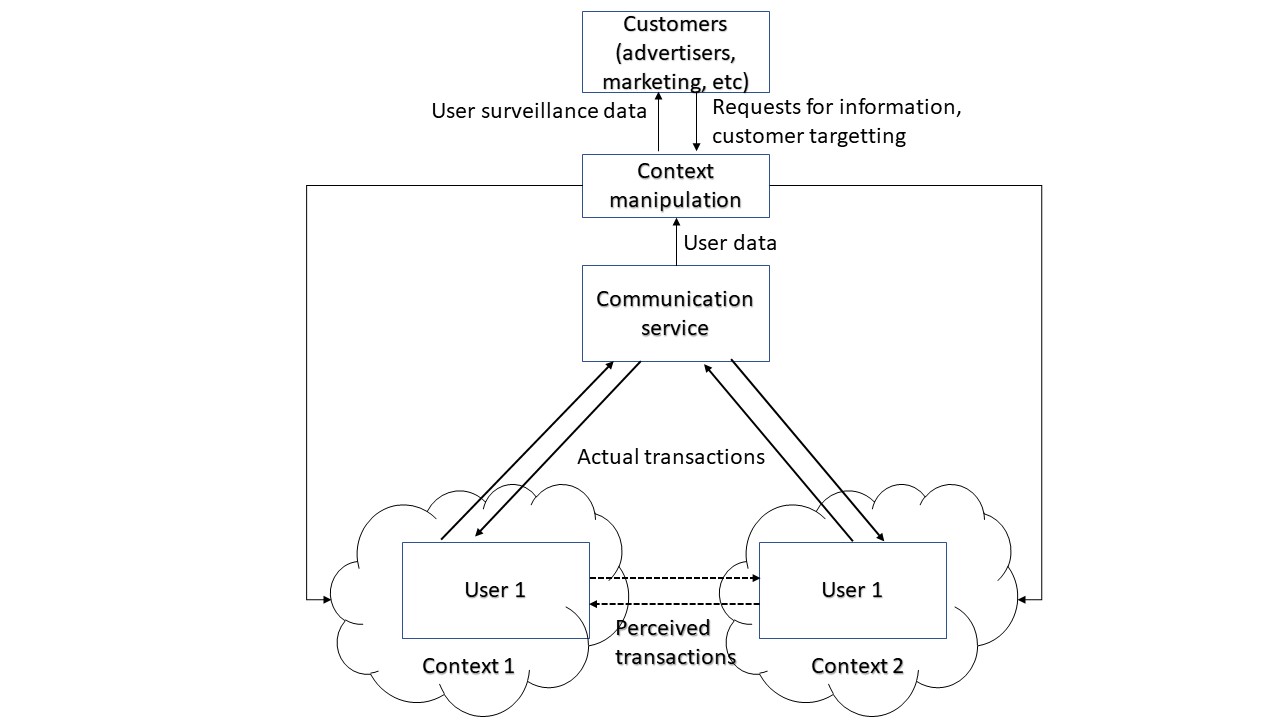 Customers
(advertisers,
marketing, etc)
User surveillance data
Requests for information,
customer targetting
Context
manipulation
User data
Communication
service
Actual transactions
User 1
User 1
Perceived
transactions
Context 1
Context 2